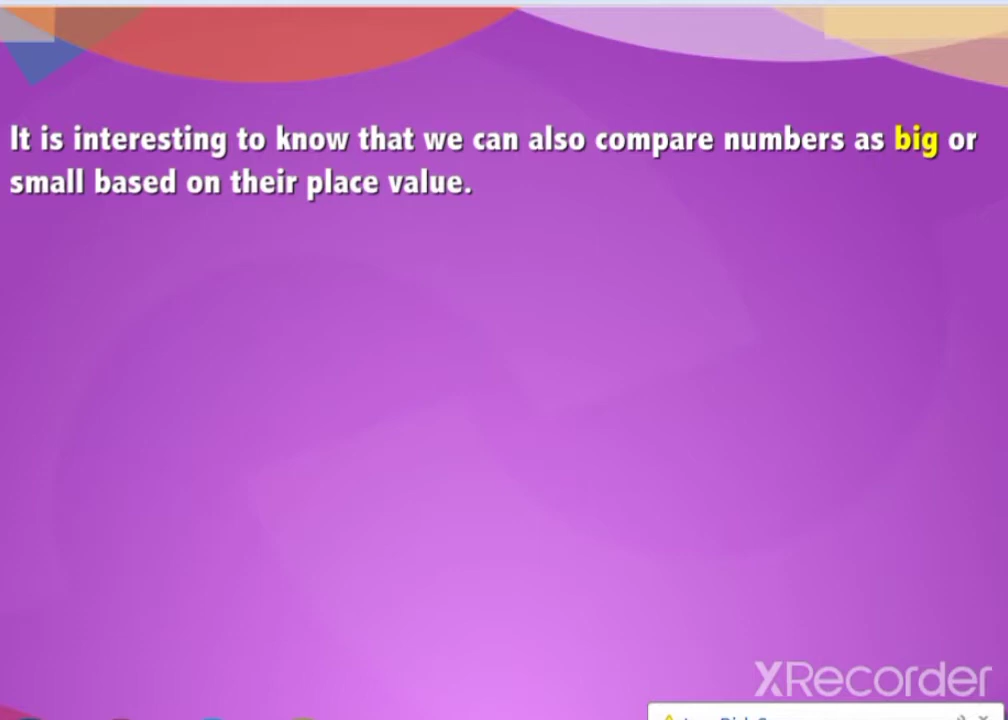 It is interesting to know that we can also compare numbers as big or
small based on their place value.
XRecorder